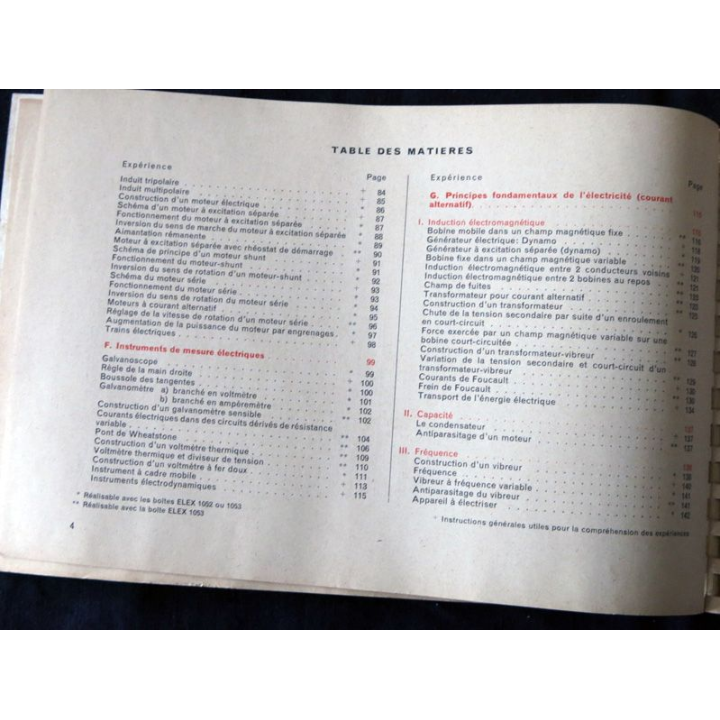 TABLE DES MATIERES
Expérience Page
Induit tripolaire
Induit multipolaire 84
Construction d'un moteur électrique 85
Schéma d'un moteur à excitation séparée 86
Fonctionnement du moteur à excitation séparée 87
Inversion du sens de marche du moteur à excitation séparée 87
Aimantation rémanente 88
Moteur à excitation séparée avec rhéostat de démarrage 89
Schéma de principe d'un moteur shunt ** 90
Fonctionnement du moteur-shunt 91
Inversion du sens de rotation d'un moteur-shunt 91
Schéma du moteur série 92
Fonctionnement du moteur série 93
Inversion du sens de rotation du moteur série 93
Moteurs à courant alternatif 94
Réglage de la vitesse de rotation d'un moteur série 95
Augmentation de la puissance du moteur par engrenages ** 96
Trains électriques 97
98
F. Instruments de mesure électriques
Galvanoscope 99
Règle de la main droite 99
Boussole des tangentes 100
Galvanomètre a) branché en voltmètre 100
b) branché en ampèremètre 101
Construction d'un galvanomètre sensible 102
Courants électriques dans des circuits dérivés de résistance ** 102
variable
Pont de Wheatstone ** 104
Construction d'un voltmètre thermique ** 106
Voltmètre thermique et diviseur de tension ** 109
Construction d'un voltmètre à fer doux ** 110
Instrument à cadre mobile 111
Instruments électrodynamiques 113
115
* Réalisable avec les boîtes ELEX 1052 ou 1053
** Réalisable avec la boîte ELEX 1053
4
Expérience Page
G. Principes fondamentaux de l'électricité (courant
alternatif)
I. Induction électromagnétique
Bobine mobile dans un champ magnétique fixe
Générateur électrique: Dynamo
Générateur à excitation séparée (dynamo)
Bobine fixe dans un champ magnétique variable
Induction électromagnétique entre 2 conducteurs voisins
Induction électromagnétique entre 2 bobines au repos
Champ de fuites
Transformateur pour courant alternatif
Construction d'un transformateur
Chute de la tension secondaire par suite d'un enroulement
en court-circuit
Force exercée par un champ magnétique variable sur une
bobine court-circuitée
Construction d'un transformateur-vibreur
Variation de la tension secondaire et court-circuit d'un
transformateur-vibreur
Courants de Foucault
Frein de Foucault
Transport de l'énergie électrique 134
II. Capacité
Le condensateur 137
Antiparasitage d'un moteur 137
III. Fréquence
Construction d'un vibreur
Fréquence
Vibreur à fréquence variable 140
Antiparasitage du vibreur 141
Appareil à électriser
° Instructions générales utiles pour la compréhension des expériences